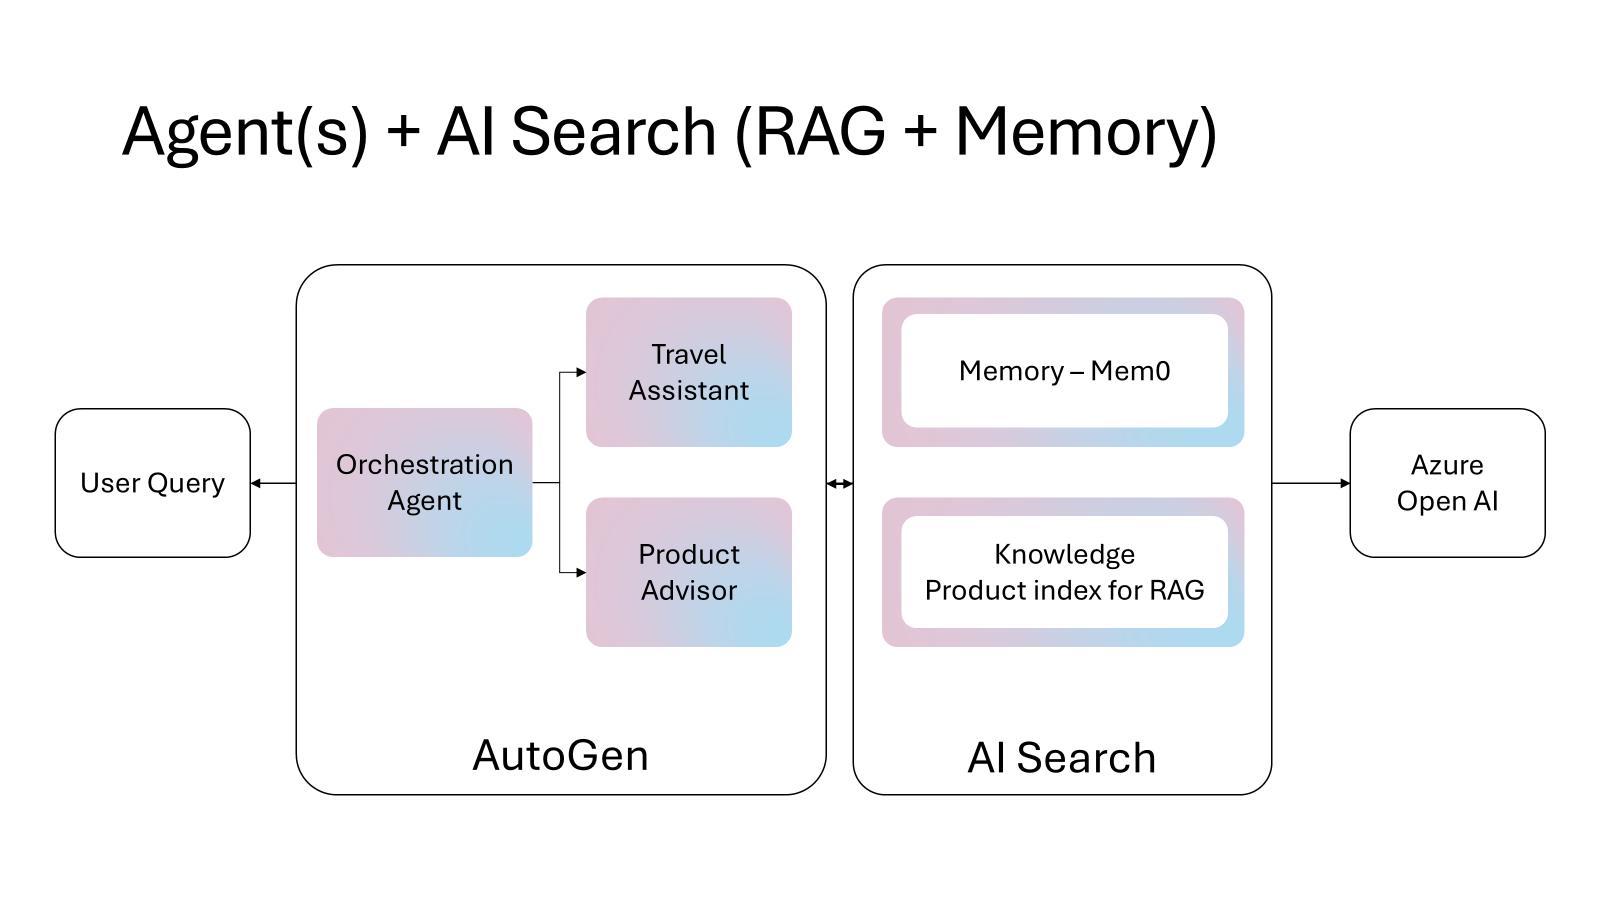 Agent(s) + AI Search (RAG + Memory)
User Query
Orchestration
Agent
Travel
Assistant
Product
Advisor
AutoGen
Memory – Mem0
Knowledge
Product index for RAG
AI Search
Azure
Open AI